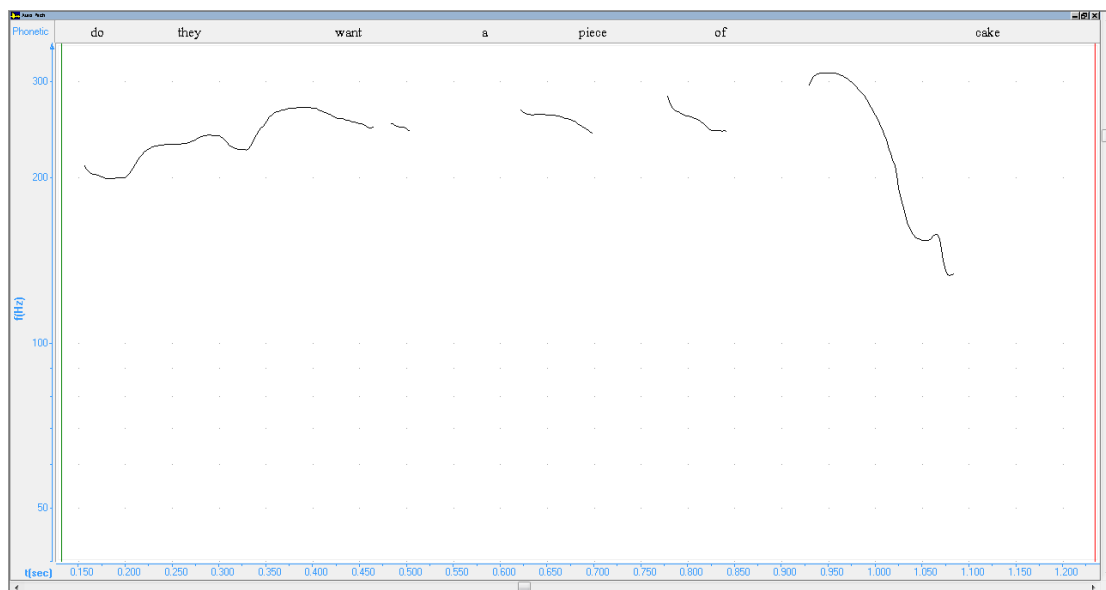 Auto Pitch
Phonetic do they want a piece of cake
300
200
f(Hz)
100
50
t(sec) 0.150 0.200 0.250 0.300 0.350 0.400 0.450 0.500 0.550 0.600 0.650 0.700 0.750 0.800 0.850 0.900 0.950 1.000 1.050 1.100 1.150 1.200